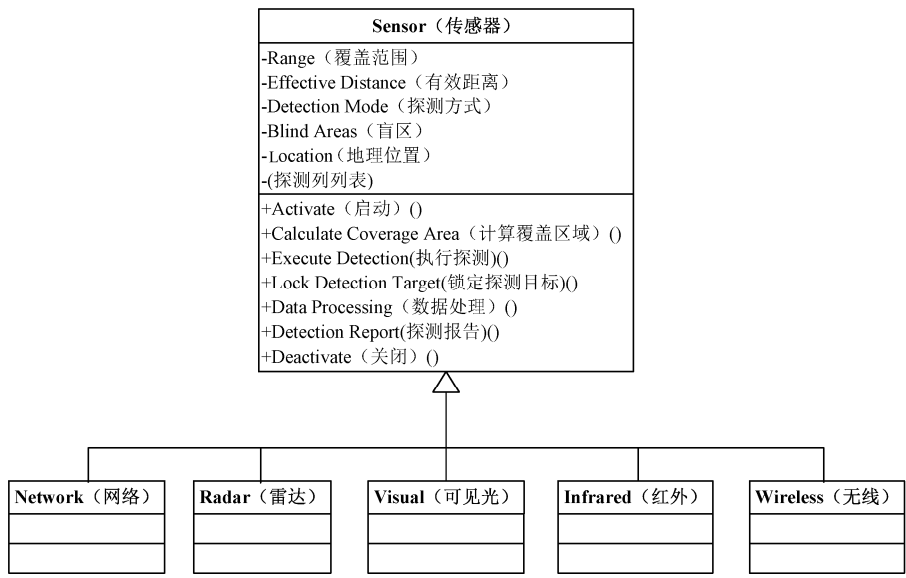 Sensor（传感器）
-Range（覆盖范围）
-Effective Distance（有效距离）
-Detection Mode（探测方式）
-Blind Areas（盲区）
-Location（地理位置）
-(探测列列表)
+Activate（启动）()
+Calculate Coverage Area（计算覆盖区域）()
+Execute Detection(执行探测)()
+Lock Detection Target(锁定探测目标)()
+Data Processing（数据处理）()
+Detection Report(探测报告)()
+Deactivate（关闭）()
Network（网络）
Radar（雷达）
Visual（可见光）
Infrared（红外）
Wireless（无线）